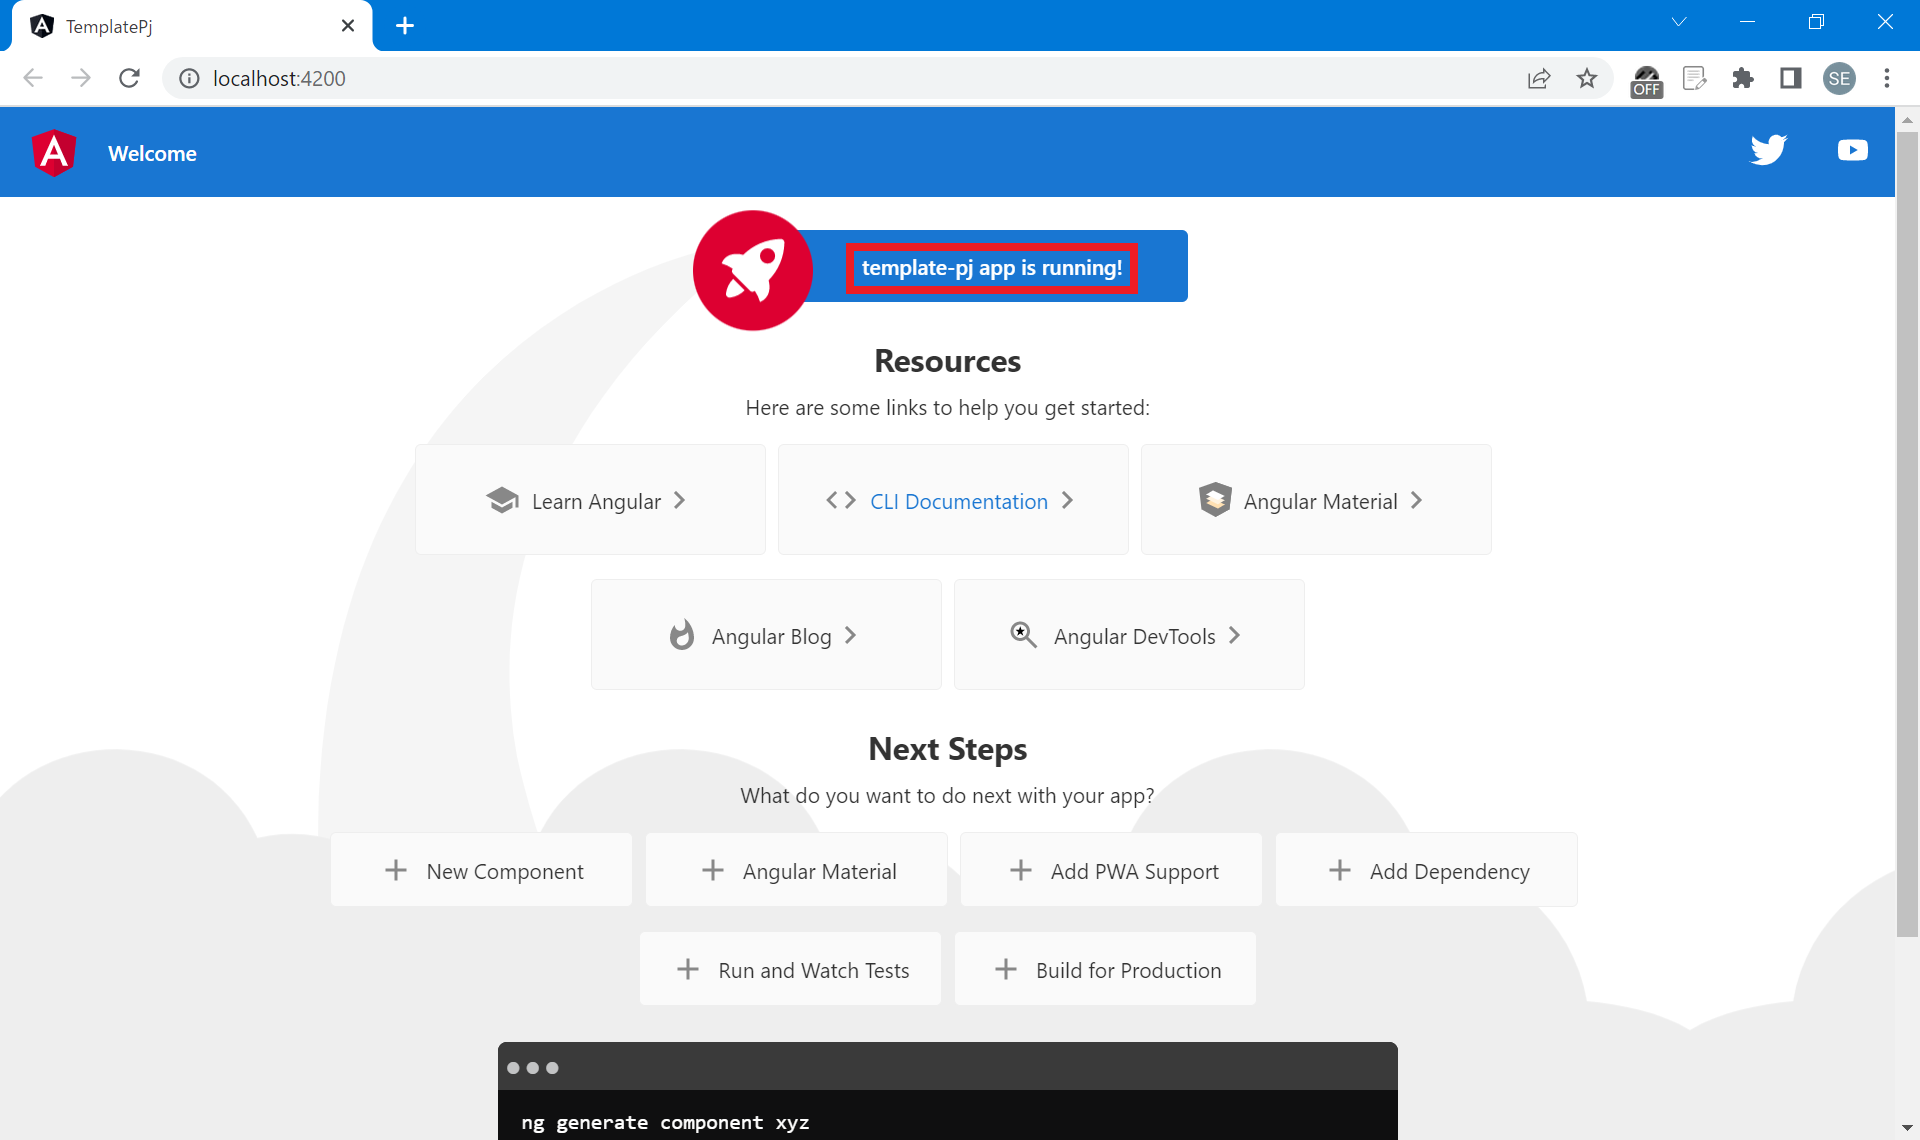 TemplatePj
localhost:4200
OFF
SE
Welcome
template-pj app is running!
Resources
Here are some links to help you get started:
Learn Angular
CLI Documentation
Angular Material
Angular Blog
Angular DevTools
Next Steps
What do you want to do next with your app?
New Component
Angular Material
Add PWA Support
Add Dependency
Run and Watch Tests
Build for Production
ng generate component xyz